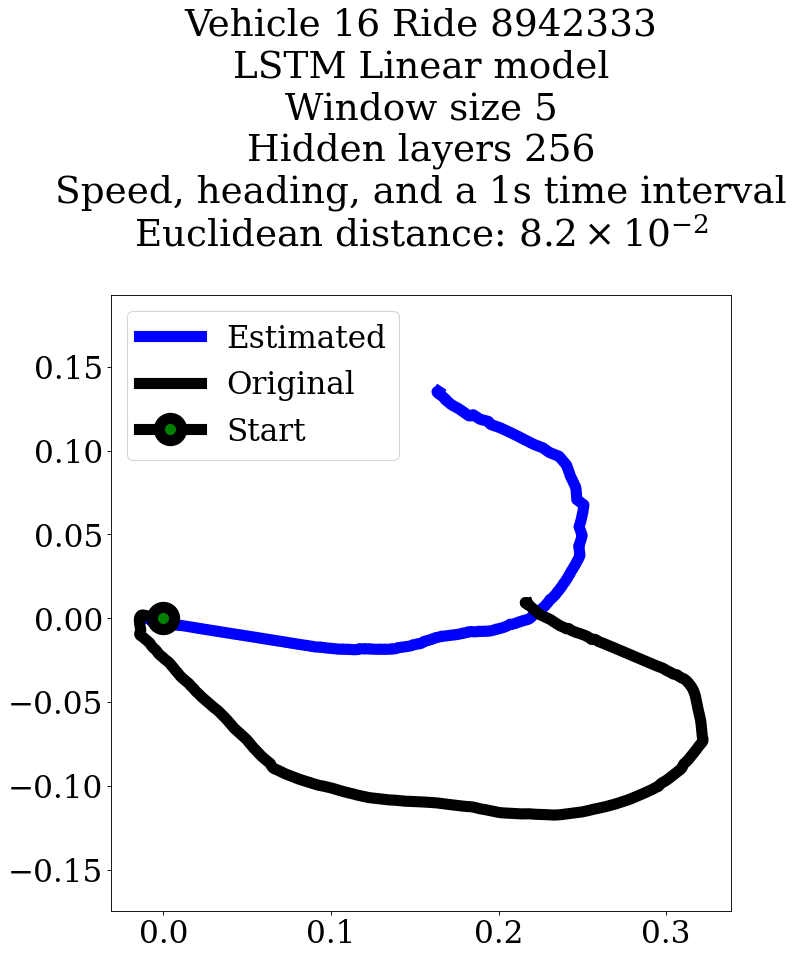 Vehicle 16 Ride 8942333
LSTM Linear model
Window size 5
Hidden layers 256
Speed, heading, and a 1s time interval
Euclidean distance: 8.2 × 10⁻²
Estimated
Original
Start
0.15
0.10
0.05
0.00
−0.05
−0.10
−0.15
0.0 0.1 0.2 0.3